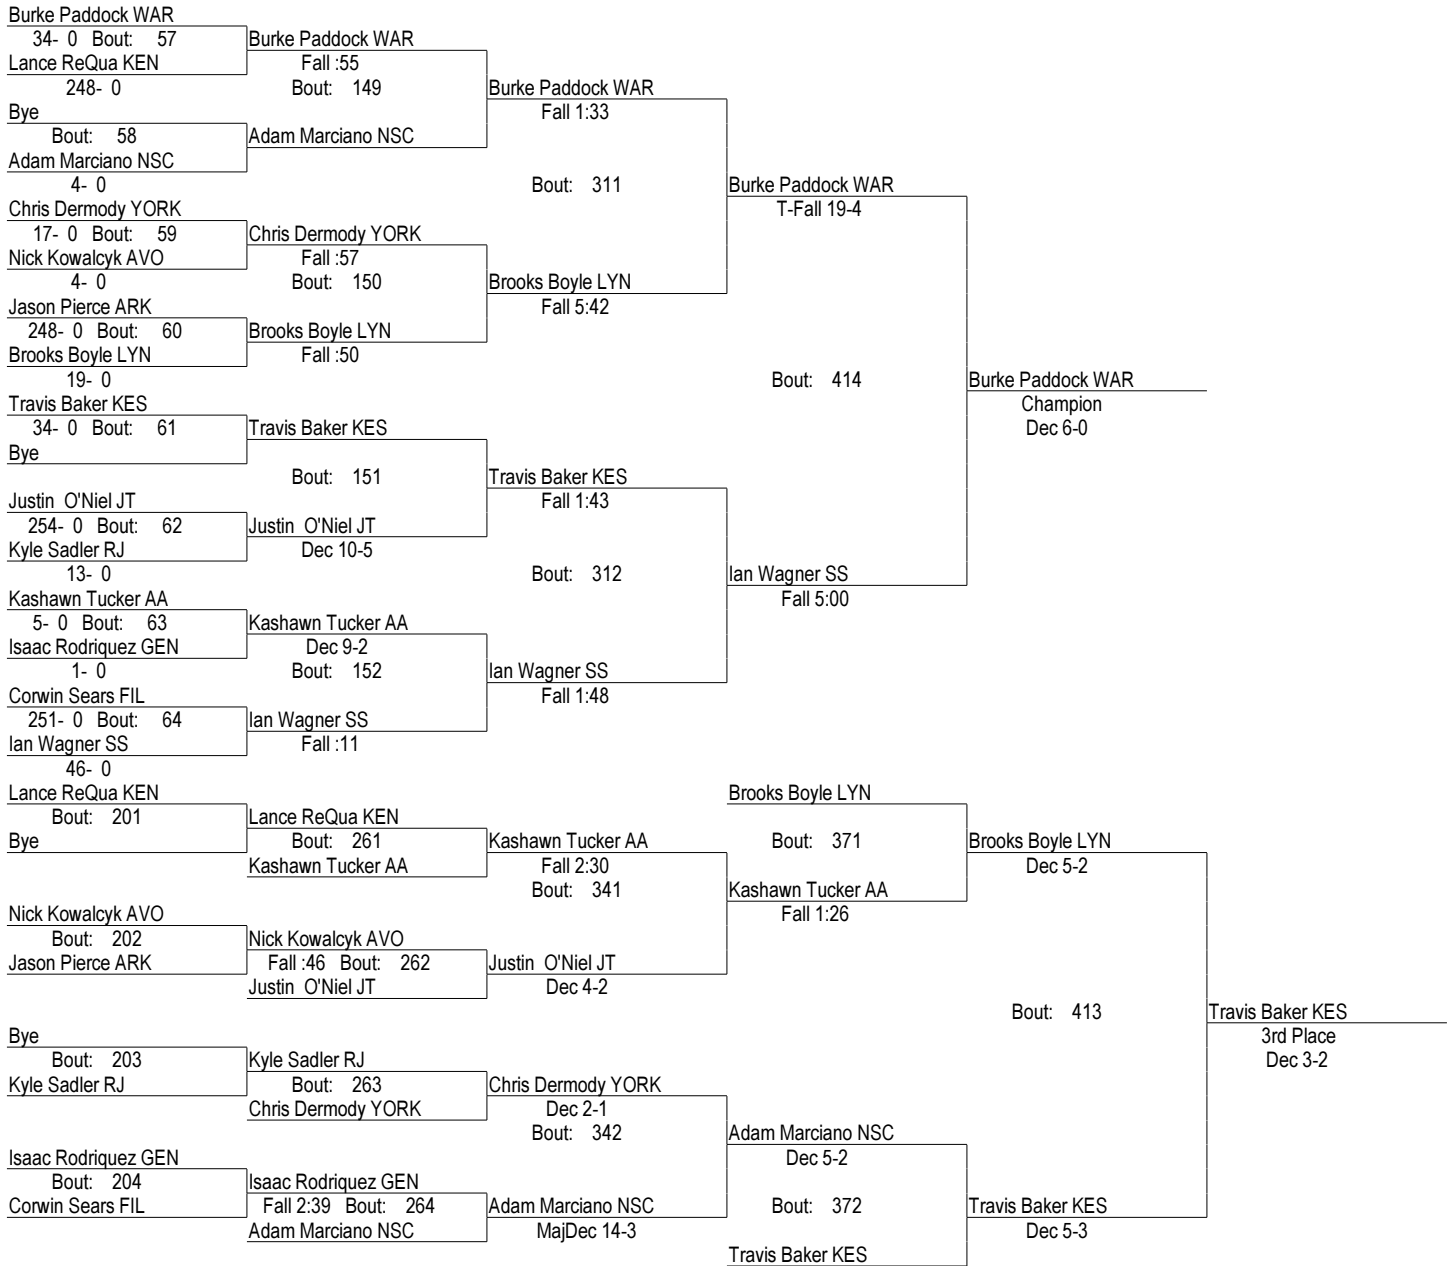 Burke Paddock WAR
34- 0 Bout: 57 Burke Paddock WAR
Lance ReQua KEN Fall :55
248- 0 Bout: 149 Burke Paddock WAR
Bye Fall 1:33
Bout: 58 Adam Marciano NSC
Adam Marciano NSC
4- 0 Bout: 311 Burke Paddock WAR
Chris Dermody YORK T-Fall 19-4
17- 0 Bout: 59 Chris Dermody YORK
Nick Kowalcyk AVO Fall :57
4- 0 Bout: 150 Brooks Boyle LYN
Jason Pierce ARK Fall 5:42
248- 0 Bout: 60 Brooks Boyle LYN
Brooks Boyle LYN Fall :50
19- 0 Bout: 414 Burke Paddock WAR
Travis Baker KES Champion
34- 0 Bout: 61 Travis Baker KES Dec 6-0
Bye
Bout: 151 Travis Baker KES
Justin O'Niel JT Fall 1:43
254- 0 Bout: 62 Justin O'Niel JT
Kyle Sadler RJ Dec 10-5
13- 0 Bout: 312 Ian Wagner SS
Kashawn Tucker AA Fall 5:00
5- 0 Bout: 63 Kashawn Tucker AA
Isaac Rodriquez GEN Dec 9-2
1- 0 Bout: 152 Ian Wagner SS
Corwin Sears FIL Fall 1:48
251- 0 Bout: 64 Ian Wagner SS
Ian Wagner SS Fall :11
46- 0
Lance ReQua KEN Brooks Boyle LYN
Bout: 201 Lance ReQua KEN
Bye Bout: 261 Kashawn Tucker AA Bout: 371 Brooks Boyle LYN
Kashawn Tucker AA Fall 2:30 Dec 5-2
Bout: 341 Kashawn Tucker AA
Nick Kowalcyk AVO Fall 1:26
Bout: 202 Nick Kowalcyk AVO
Jason Pierce ARK Fall :46 Bout: 262 Justin O'Niel JT
Justin O'Niel JT Dec 4-2
Bout: 413 Travis Baker KES
Bye 3rd Place
Bout: 203 Kyle Sadler RJ Dec 3-2
Kyle Sadler RJ Bout: 263 Chris Dermody YORK
Chris Dermody YORK Dec 2-1
Bout: 342 Adam Marciano NSC
Isaac Rodriquez GEN Dec 5-2
Bout: 204 Isaac Rodriquez GEN
Corwin Sears FIL Fall 2:39 Bout: 264 Adam Marciano NSC Bout: 372 Travis Baker KES
Adam Marciano NSC MajDec 14-3 Dec 5-3
Travis Baker KES